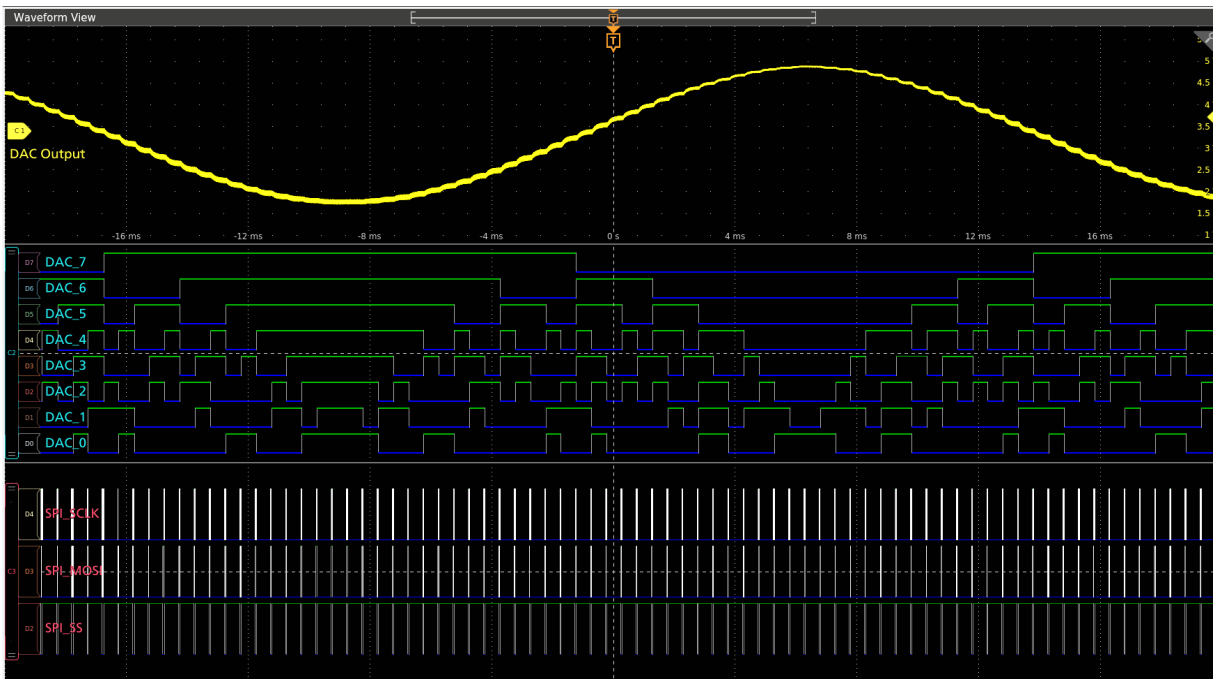 Waveform View
T
T
5
4.5
4
C 1
3.5
DAC Output
3
2.5
2
1.5
-16 ms -12 ms -8 ms -4 ms 0 s 4 ms 8 ms 12 ms 16 ms 1
D7 DAC_7
D6 DAC_6
D5 DAC_5
D4 DAC_4
C2
D3 DAC_3
D2 DAC_2
D1 DAC_1
D0 DAC_0
D4 SPI_SCLK
C3 D3 SPI_MOSI
D2 SPI_SS